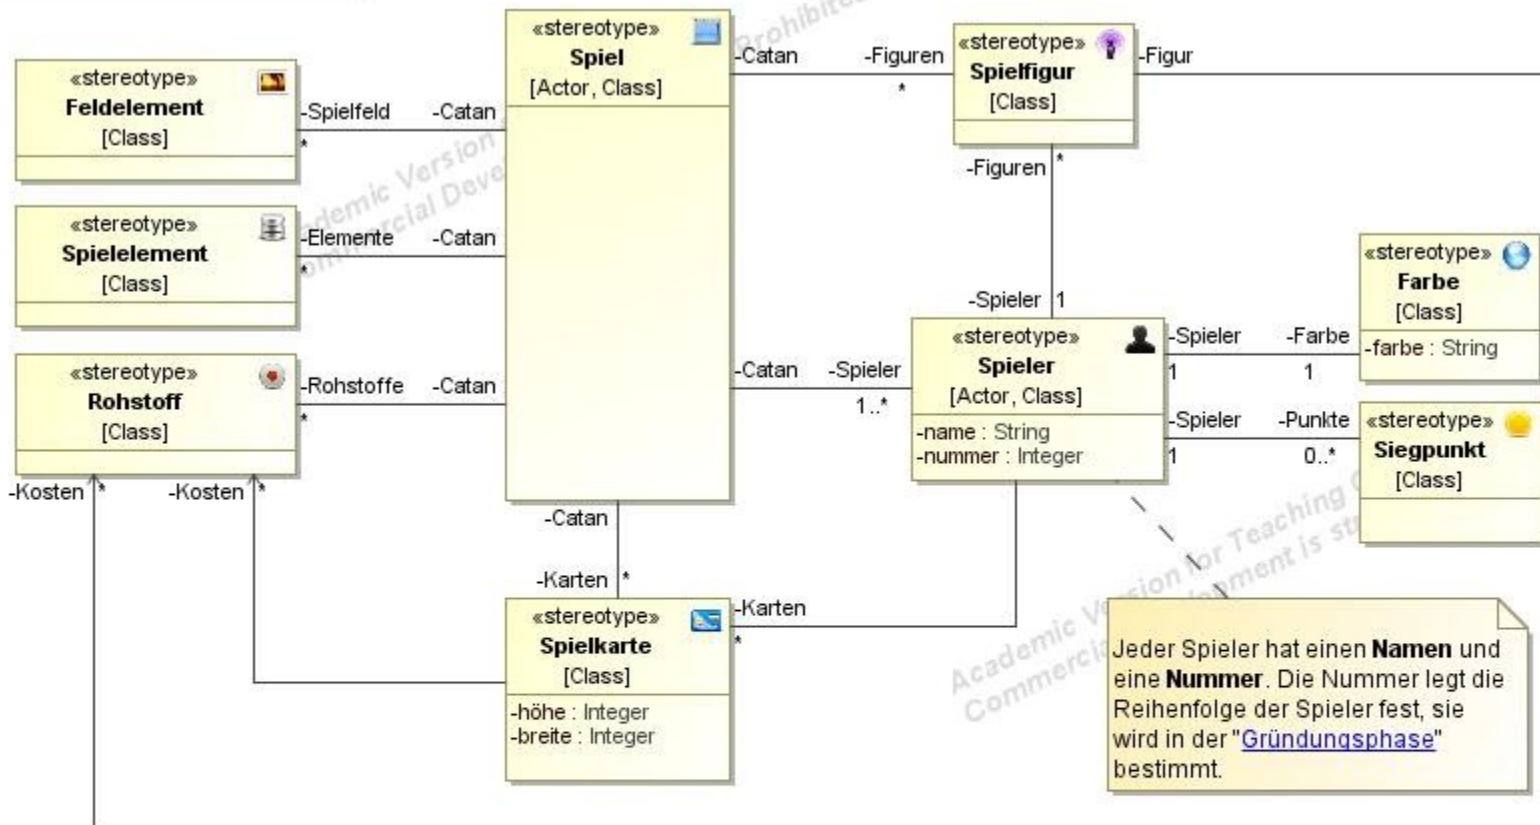 «stereotype»
Feldelement
[Class]
-Spielfeld
*
-Catan
«stereotype»
Spielelement
[Class]
-Elemente
*
-Catan
«stereotype»
Rohstoff
[Class]
-Rohstoffe
*
-Catan
-Kosten *
-Kosten *
«stereotype»
Spiel
[Actor, Class]
-Catan
-Figuren
*
-Catan
-Spieler
1..*
-Catan
-Karten *
«stereotype»
Spielkarte
[Class]
-höhe : Integer
-breite : Integer
-Karten
*
«stereotype»
Spielfigur
[Class]
-Figur
-Figuren *
-Spieler 1
«stereotype»
Spieler
[Actor, Class]
-name : String
-nummer : Integer
-Spieler
1
-Farbe
1
-Spieler
1
-Punkte
0..*
«stereotype»
Farbe
[Class]
-farbe : String
«stereotype»
Siegpunkt
[Class]
Jeder Spieler hat einen Namen und
eine Nummer. Die Nummer legt die
Reihenfolge der Spieler fest, sie
wird in der "Gründungsphase"
bestimmt.
Academic Version for Teaching